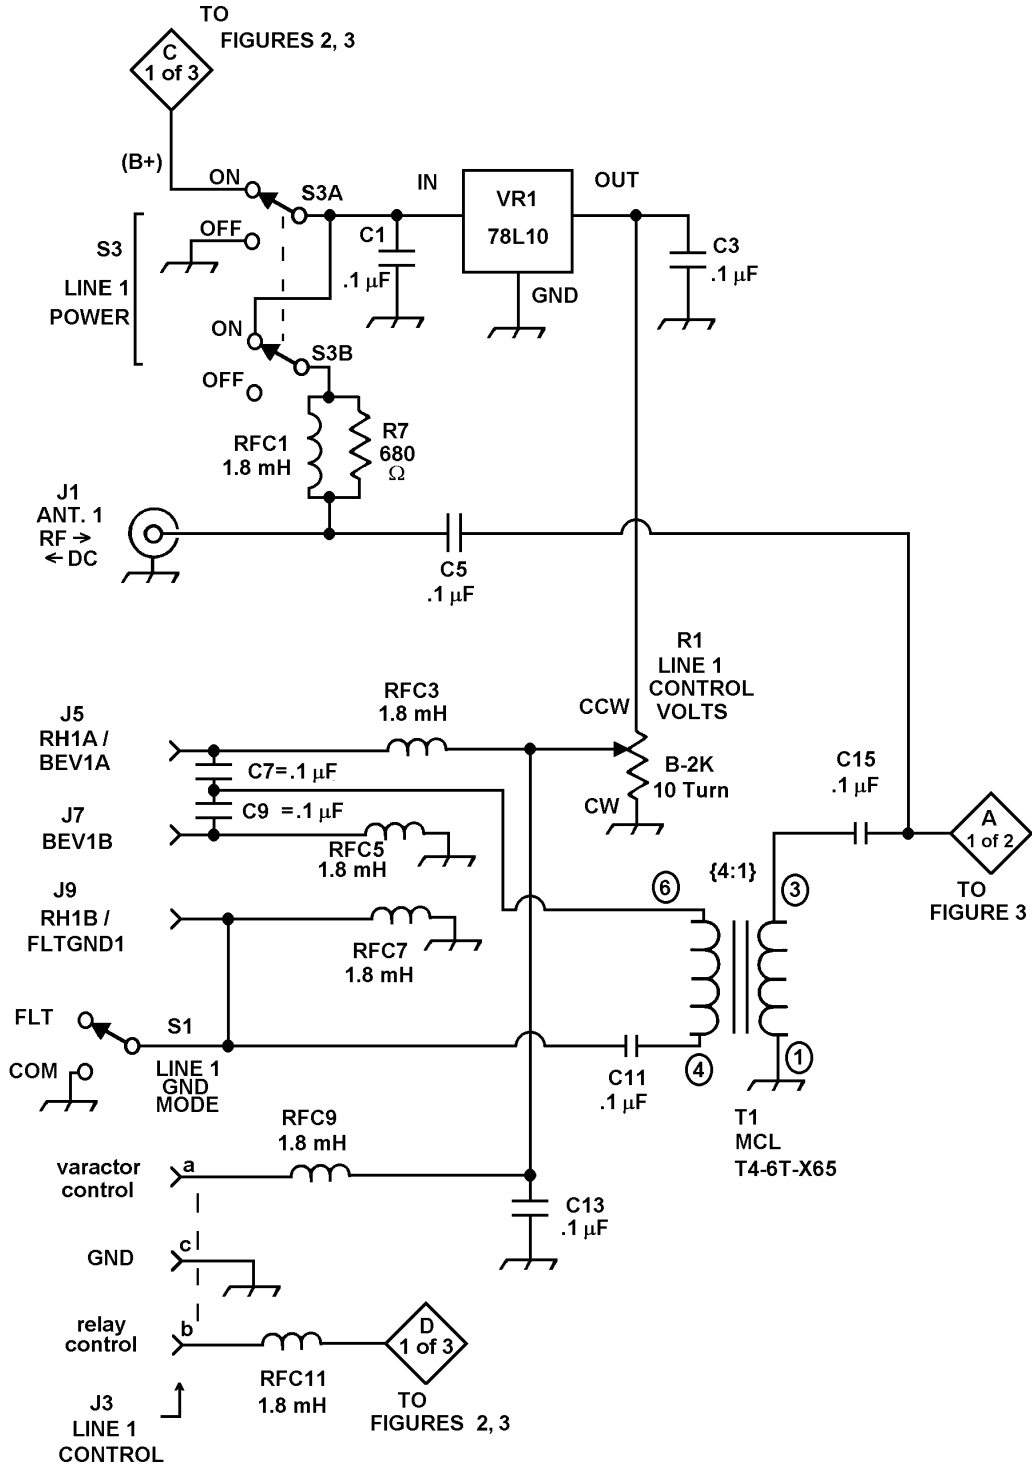 TO
FIGURES 2, 3
C
1 of 3
(B+)
ON
S3A
IN
VR1
78L10
OUT
OFF
C1
.1 µF
C3
.1 µF
S3
LINE 1
POWER
GND
ON
S3B
OFF
RFC1
1.8 mH
R7
680
Ω
J1
ANT. 1
RF →
← DC
C5
.1 µF
R1
LINE 1
CONTROL
VOLTS
CCW
RFC3
1.8 mH
J5
RH1A /
BEV1A
C7=.1 µF
B-2K
10 Turn
CW
C15
.1 µF
C9 =.1 µF
J7
BEV1B
RFC5
1.8 mH
A
1 of 2
TO
FIGURE 3
{4:1}
6
3
J9
RH1B /
FLTGND1
RFC7
1.8 mH
FLT
S1
COM
LINE 1
GND
MODE
C11
.1 µF
4
1
T1
MCL
T4-6T-X65
RFC9
1.8 mH
varactor
control
a
C13
.1 µF
GND
c
relay
control
b
D
1 of 3
RFC11
1.8 mH
TO
FIGURES 2, 3
J3
LINE 1
CONTROL